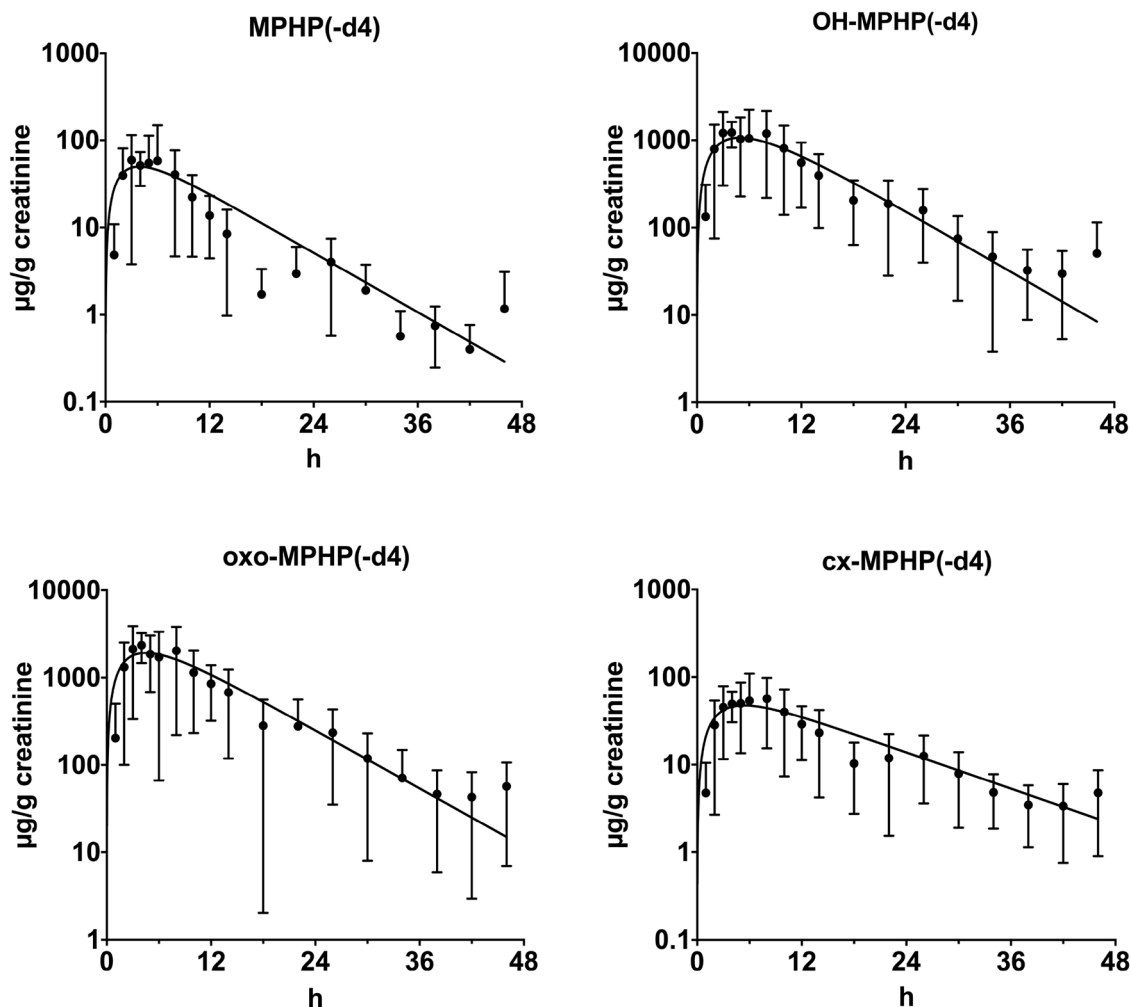 MPHP(-d4)
1000
100
10
1
0.1
µg/g creatinine
0 12 24 36 48
h
OH-MPHP(-d4)
10000
1000
100
10
1
µg/g creatinine
0 12 24 36 48
h
oxo-MPHP(-d4)
10000
1000
100
10
1
µg/g creatinine
0 12 24 36 48
h
cx-MPHP(-d4)
1000
100
10
1
0.1
µg/g creatinine
0 12 24 36 48
h